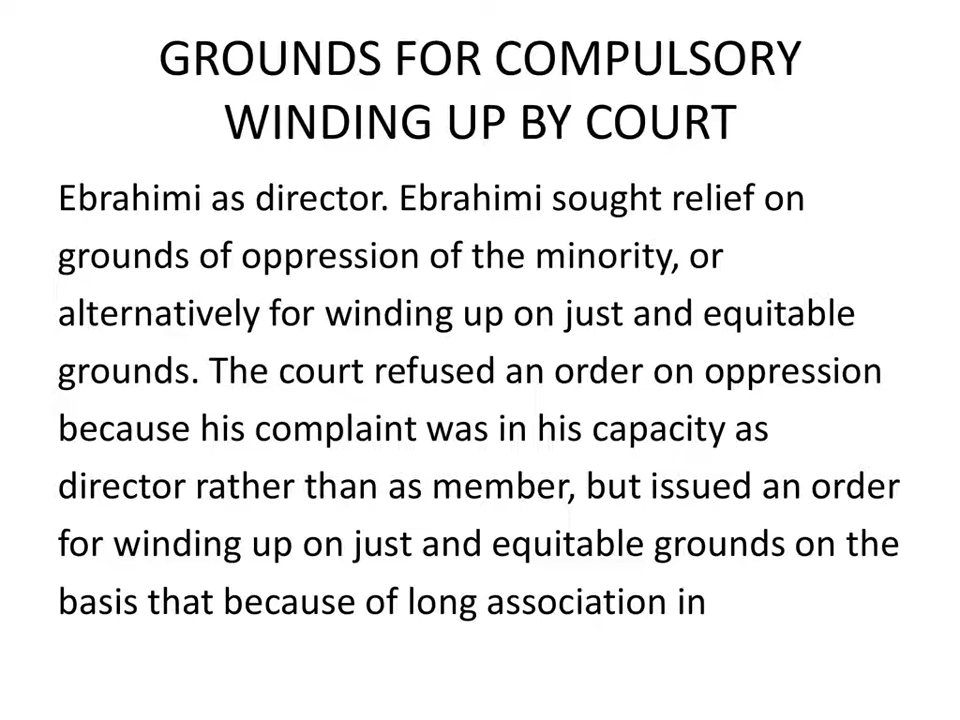 GROUNDS FOR COMPULSORY
WINDING UP BY COURT
Ebrahimi as director. Ebrahimi sought relief on
grounds of oppression of the minority, or
alternatively for winding up on just and equitable
grounds. The court refused an order on oppression
because his complaint was in his capacity as
director rather than as member, but issued an order
for winding up on just and equitable grounds on the
basis that because of long association in